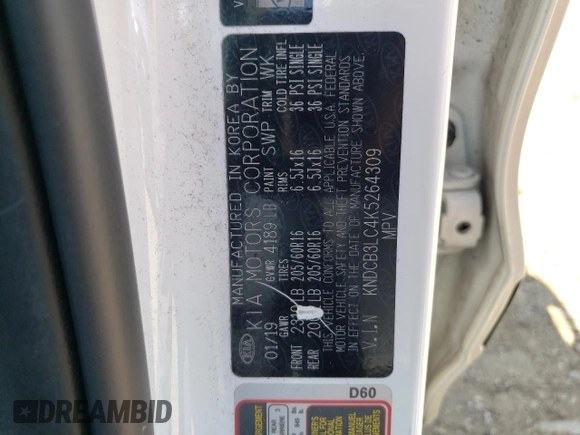 MANUFACTURED IN KOREA BY
KIA MOTORS CORPORATION
01/19 GVWR 4189 LB PAINT SWP TRIM WK
GAWR TIRES RIMS COLD TIRE INFL
FRONT LB 205/60R16 6.5Jx16 36 PSI SINGLE
REAR LB 205/60R16 6.5Jx16 36 PSI SINGLE
THIS VEHICLE CONFORMS TO ALL APPLICABLE U.S.A. FEDERAL
MOTOR VEHICLE SAFETY AND THEFT PREVENTION STANDARDS
IN EFFECT ON THE DATE OF MANUFACTURE SHOWN ABOVE.
V.I.N KNDCB3LC4K5264309
MPV
KIA
D60
REAR
3
DREAMBID